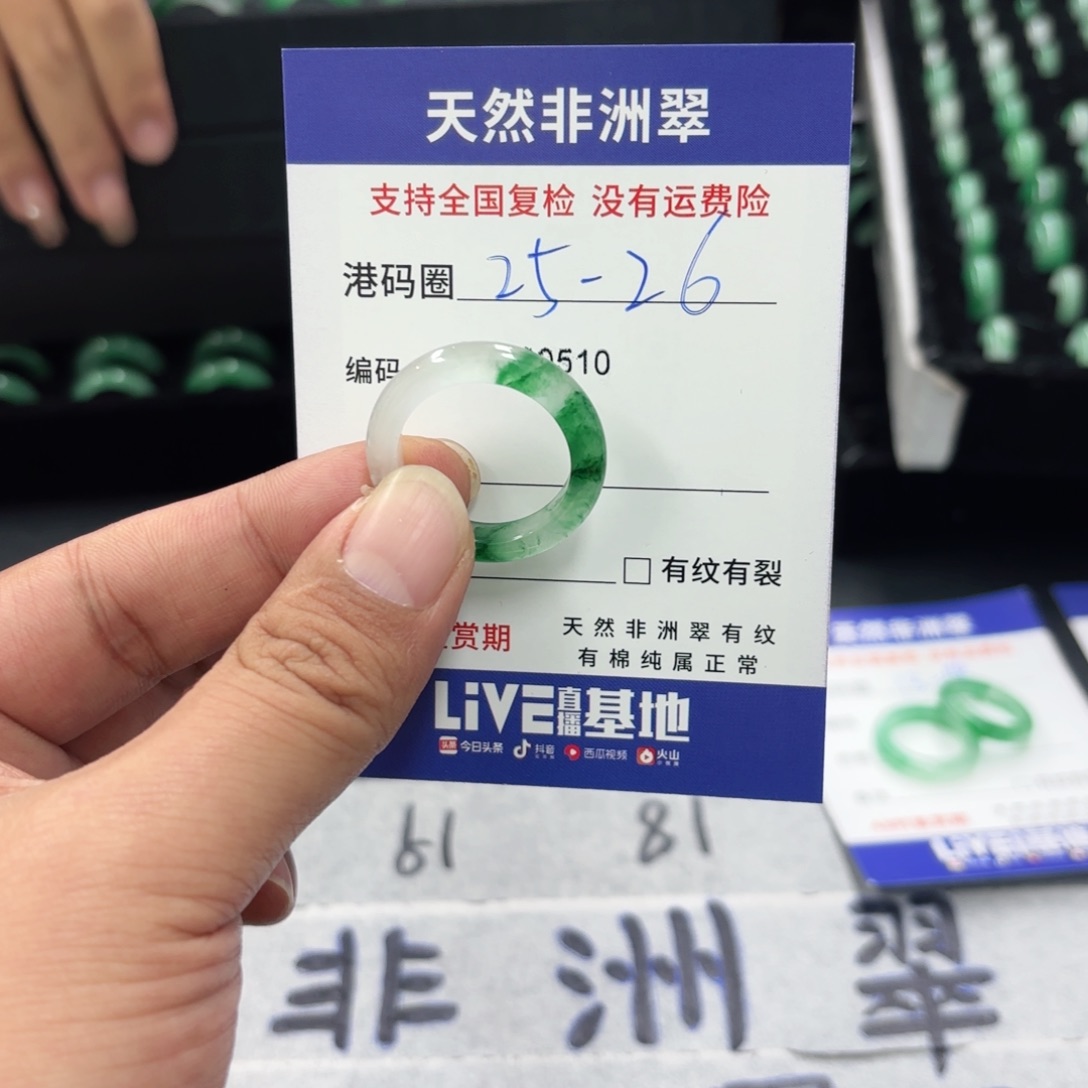 天然非洲翠
支持全国复检 没有运费险
港码圈 25-26
编码 0510
□ 有纹有裂
赏期
天然非洲翠有纹
有棉纯属正常
LiVE直播基地
今日头条 抖音 西瓜视频 火山
19 18
非洲翠